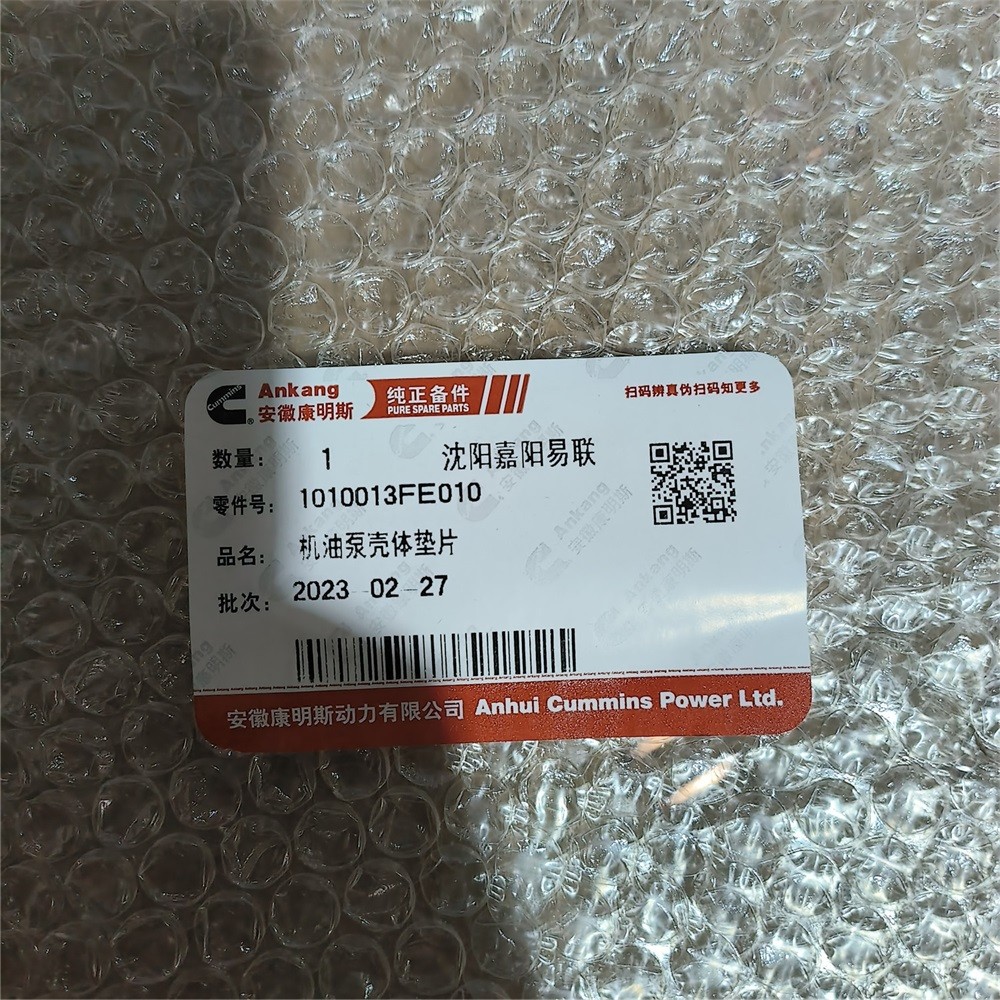 Cummins
Ankang
安徽康明斯
纯正备件
PURE SPARE PARTS
扫码辨真伪扫码知更多
数量： 1 沈阳嘉阳易联
零件号： 1010013FE010
品名： 机油泵壳体垫片
批次： 2023-02-27
安徽康明斯动力有限公司 Anhui Cummins Power Ltd.